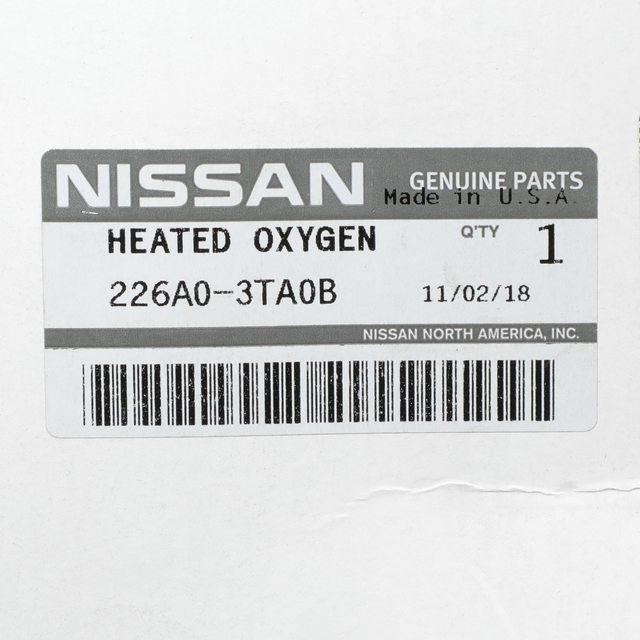 NISSAN GENUINE PARTS
Made in U.S.A.
HEATED OXYGEN Q'TY 1
226A0-3TA0B 11/02/18
NISSAN NORTH AMERICA, INC.